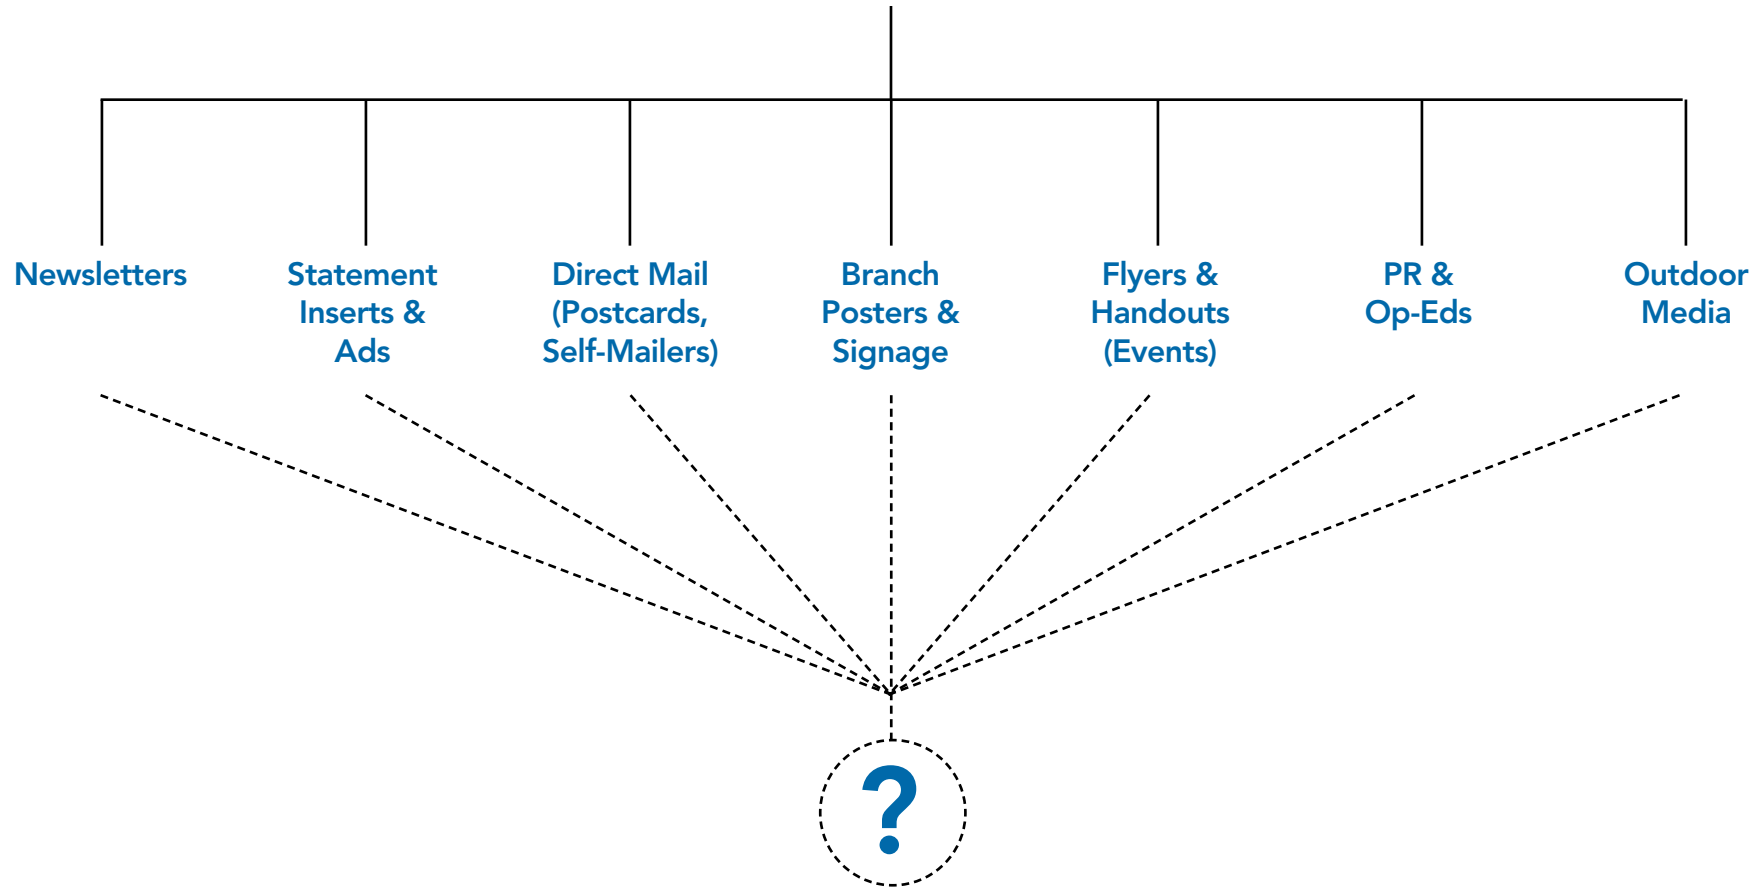 Newsletters
Statement
Inserts &
Ads
Direct Mail
(Postcards,
Self-Mailers)
Branch
Posters &
Signage
Flyers &
Handouts
(Events)
PR &
Op-Eds
Outdoor
Media
?